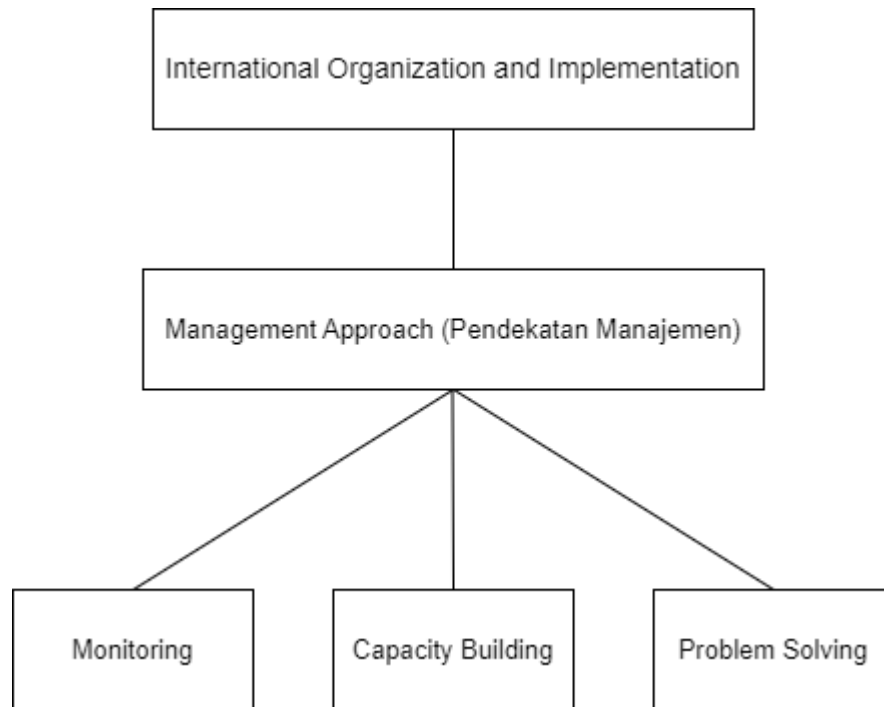 International Organization and Implementation
Management Approach (Pendekatan Manajemen)
Monitoring
Capacity Building
Problem Solving